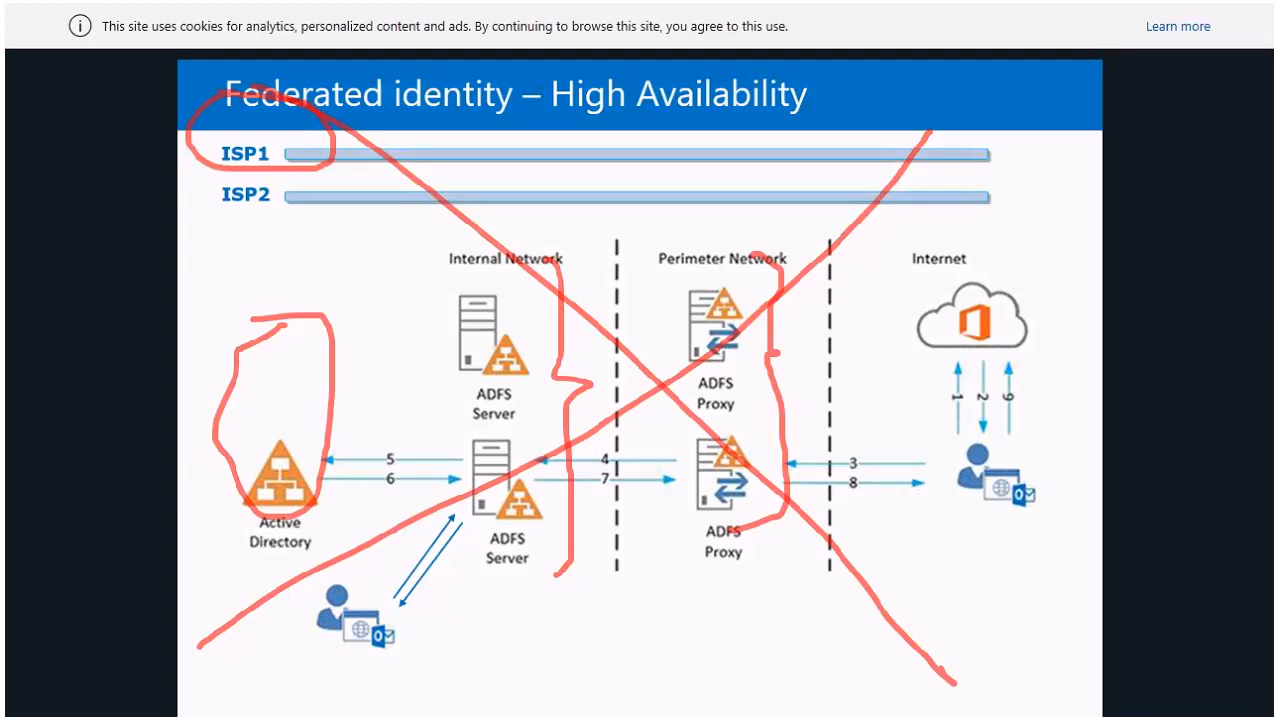 This site uses cookies for analytics, personalized content and ads. By continuing to browse this site, you agree to this use.
Learn more
Federated identity – High Availability
ISP1
ISP2
Internal Network
Perimeter Network
Internet
ADFS
Server
ADFS
Proxy
1
2
9
5
6
4
7
3
8
Active
Directory
ADFS
Server
ADFS
Proxy